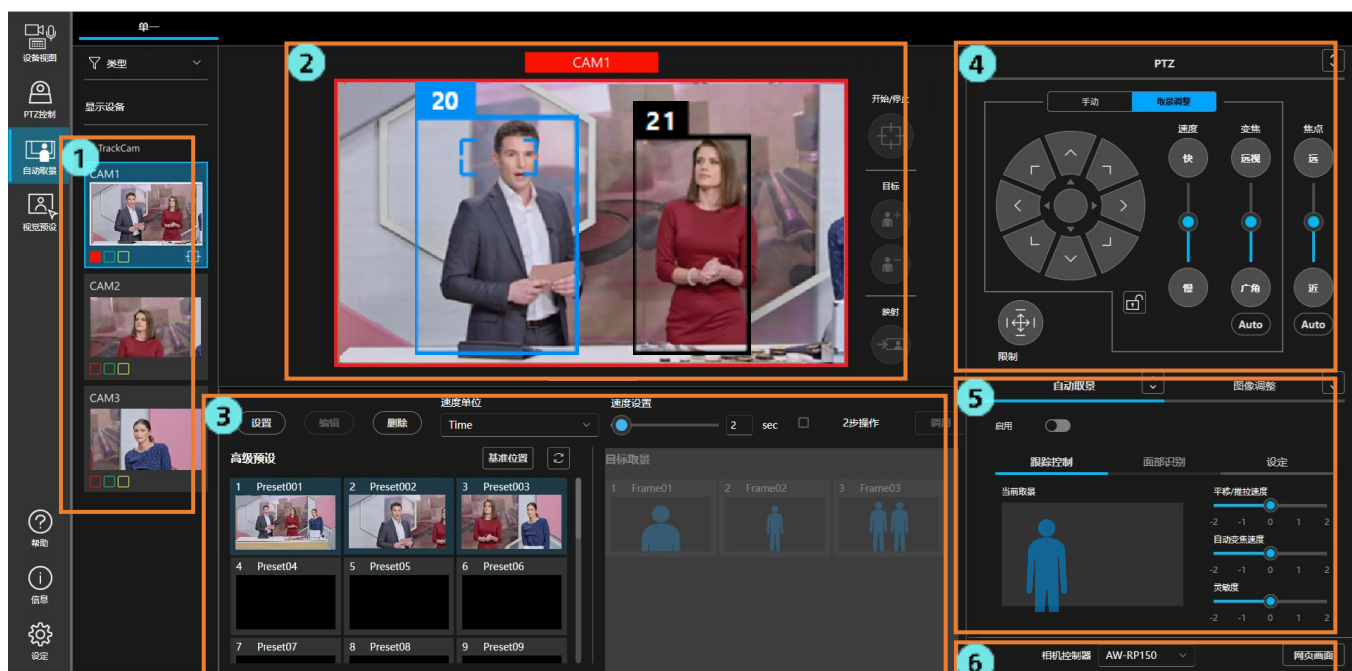 单一
设备视图
PTZ控制
自动取景
视觉预设
帮助
信息
设定
类型
显示设备
1
TrackCam
CAM1
CAM2
CAM3
2
CAM1
20
21
开始/停止
目标
映射
3
设置
编辑
删除
速度单位
Time
速度设置
2 sec
2步操作
高级预设
基准位置
1 Preset001
2 Preset002
3 Preset003
4 Preset04
5 Preset05
6 Preset06
7 Preset07
8 Preset08
9 Preset09
目标取景
1 Frame01
2 Frame02
3 Frame03
4
PTZ
手动
取景调整
速度
变焦
焦点
快
远视
远
慢
广角
近
Auto
Auto
限制
5
自动取景
图像调整
启用
跟踪控制
面部识别
设定
当前取景
平移/推拉速度
-2 -1 0 1 2
自动变焦速度
-2 -1 0 1 2
灵敏度
-2 -1 0 1 2
6
相机控制器
AW-RP150
网页画面